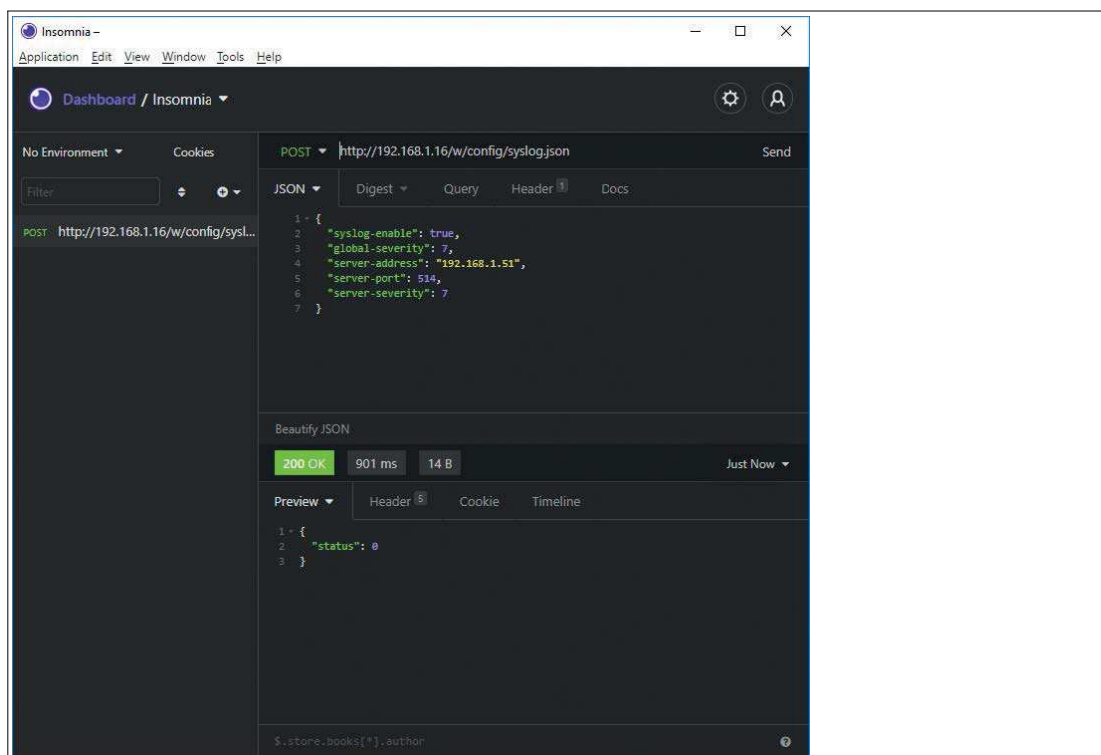 Insomnia –
Application Edit View Window Tools Help
Dashboard / Insomnia
No Environment Cookies
POST http://192.168.1.16/w/config/syslog.json Send
Filter
JSON Digest Query Header 1 Docs
POST http://192.168.1.16/w/config/sysl...
1 {
2 "syslog-enable": true,
3 "global-severity": 7,
4 "server-address": "192.168.1.51",
5 "server-port": 514,
6 "server-severity": 7
7 }
Beautify JSON
200 OK 901 ms 14 B Just Now
Preview Header 5 Cookie Timeline
1 {
2 "status": 0
3 }
$.store.books[*].author